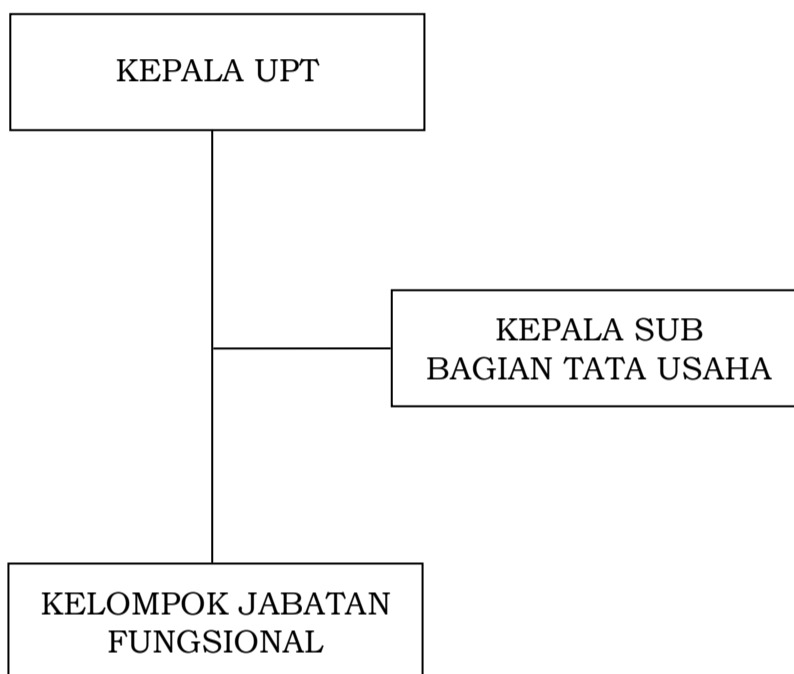 KEPALA UPT
KEPALA SUB
BAGIAN TATA USAHA
KELOMPOK JABATAN
FUNGSIONAL